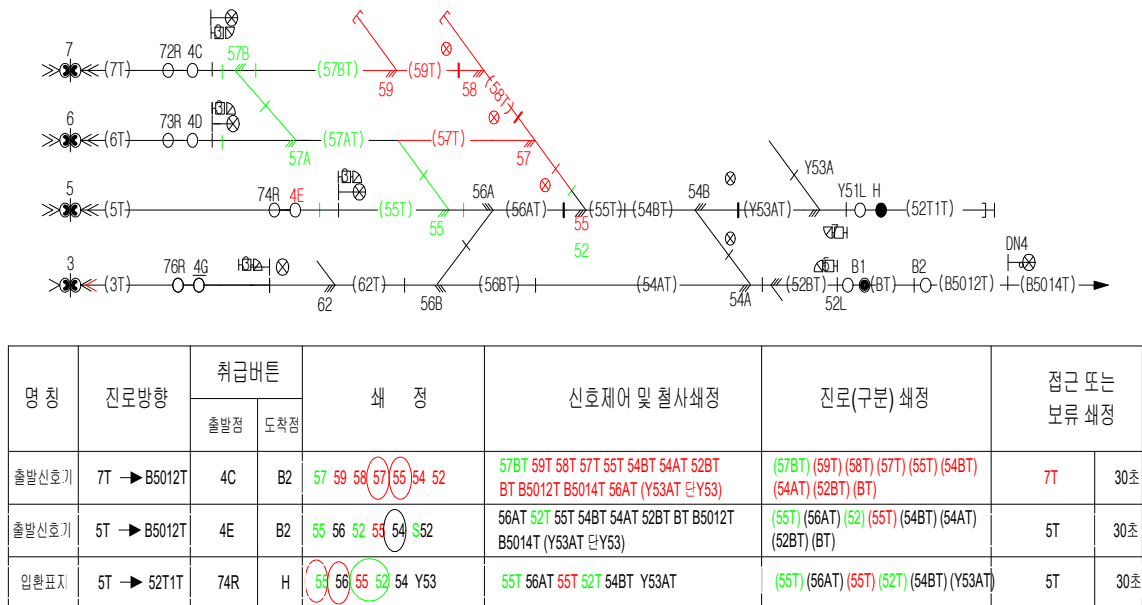 57B
7 72R 4C
(7T) (57BT) 59 (59T) 58 (58T)
6 73R 4D
(6T) 57A (57AT) (57T) 57
5 74R 4E 56A 54B Y53A Y51L H
(5T) (55T) 55 (56AT) 55 (55T) (54BT) (Y53AT) (52T1T)
52
3 76R 4G B1 B2 DN4
(3T) 62 (62T) 56B (56BT) (54AT) 54A (52BT) 52L (BT) (B5012T) (B5014T)
명 칭 진로방향 취급버튼 쇄 정 신호제어 및 철사쇄정 진로(구분) 쇄정 접근 또는
보류 쇄정
출발점 도착점
출발신호기 7T → B5012T 4C B2 57 59 58 57 55 54 52 57BT 59T 58T 57T 55T 54BT 54AT 52BT (57BT) (59T) (58T) (57T) (55T) (54BT) 7T 30초
BT B5012T B5014T 56AT (Y53AT 단Y53) (54AT) (52BT) (BT)
출발신호기 5T → B5012T 4E B2 55 56 52 55 54 S52 56AT 52T 55T 54BT 54AT 52BT BT B5012T (55T) (56AT) (52) (55T) (54BT) (54AT) 5T 30초
B5014T (Y53AT 단Y53) (52BT) (BT)
입환표지 5T → 52T1T 74R H 55 56 55 52 54 Y53 55T 56AT 55T 52T 54BT Y53AT (55T) (56AT) (55T) (52T) (54BT) (Y53AT) 5T 30초